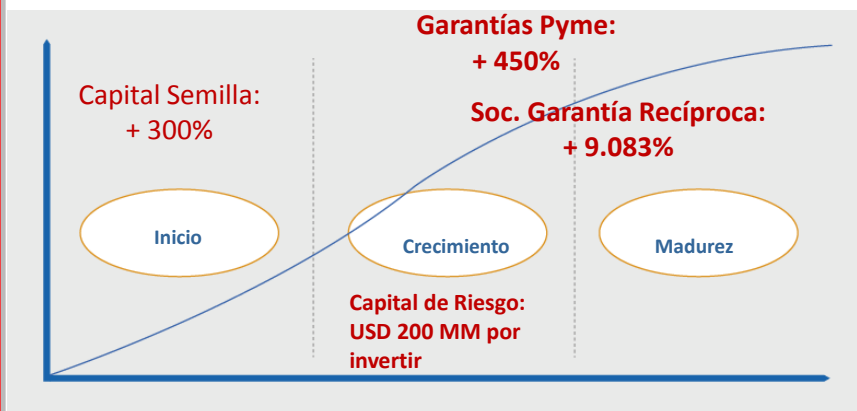 Garantías Pyme:
+ 450%
Capital Semilla:
+ 300%
Soc. Garantía Recíproca:
+ 9.083%
Inicio
Crecimiento
Madurez
Capital de Riesgo:
USD 200 MM por
invertir